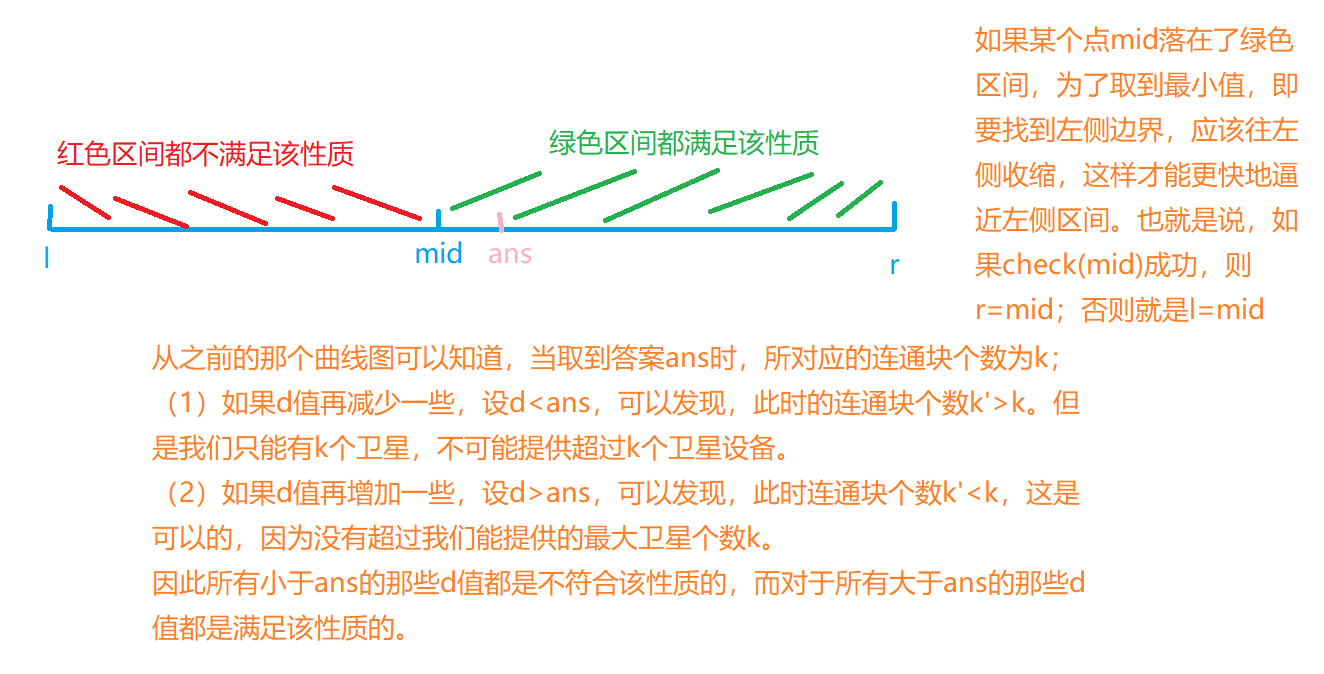 如果某个点mid落在了绿色
区间，为了取到最小值，即
要找到左侧边界，应该往左
侧收缩，这样才能更快地逼
近左侧区间。也就是说，如
果check(mid)成功，则
r=mid；否则就是l=mid
红色区间都不满足该性质
绿色区间都满足该性质
l
mid
ans
r
从之前的那个曲线图可以知道，当取到答案ans时，所对应的连通块个数为k；
（1）如果d值再减少一些，设d<ans，可以发现，此时的连通块个数k'>k。但
是我们只能有k个卫星，不可能提供超过k个卫星设备。
（2）如果d值再增加一些，设d>ans，可以发现，此时连通块个数k'<k，这是
可以的，因为没有超过我们能提供的最大卫星个数k。
因此所有小于ans的那些d值都是不符合该性质的，而对于所有大于ans的那些d
值都是满足该性质的。